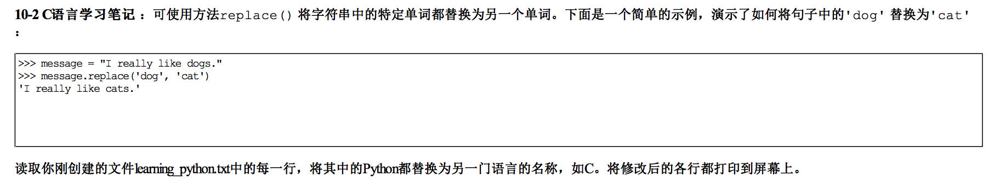 10-2 C语言学习笔记 ：可使用方法replace() 将字符串中的特定单词都替换为另一个单词。下面是一个简单的示例，演示了如何将句子中的'dog' 替换为'cat'
：
>>> message = "I really like dogs."
>>> message.replace('dog', 'cat')
'I really like cats.'
读取你刚创建的文件learning_python.txt中的每一行，将其中的Python都替换为另一门语言的名称，如C。将修改后的各行都打印到屏幕上。